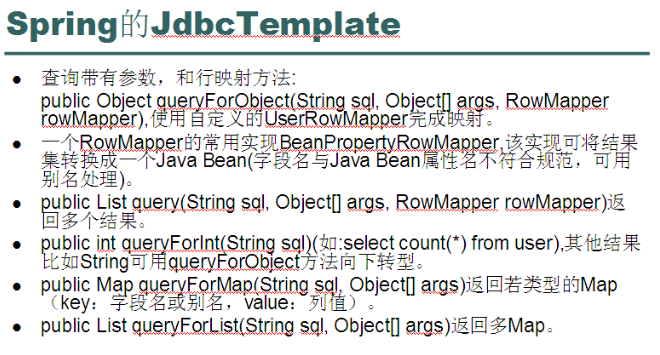 Spring的JdbcTemplate
● 查询带有参数，和行映射方法:
public Object queryForObject(String sql, Object[] args, RowMapper
rowMapper),使用自定义的UserRowMapper完成映射。
● 一个RowMapper的常用实现BeanPropertyRowMapper,该实现可将结果
集转换成一个Java Bean(字段名与Java Bean属性名不符合规范，可用
别名处理)。
● public List query(String sql, Object[] args, RowMapper rowMapper)返
回多个结果。
● public int queryForInt(String sql)(如:select count(*) from user),其他结果
比如String可用queryForObject方法向下转型。
● public Map queryForMap(String sql, Object[] args)返回若类型的Map
（key：字段名或别名，value：列值）。
● public List queryForList(String sql, Object[] args)返回多Map。